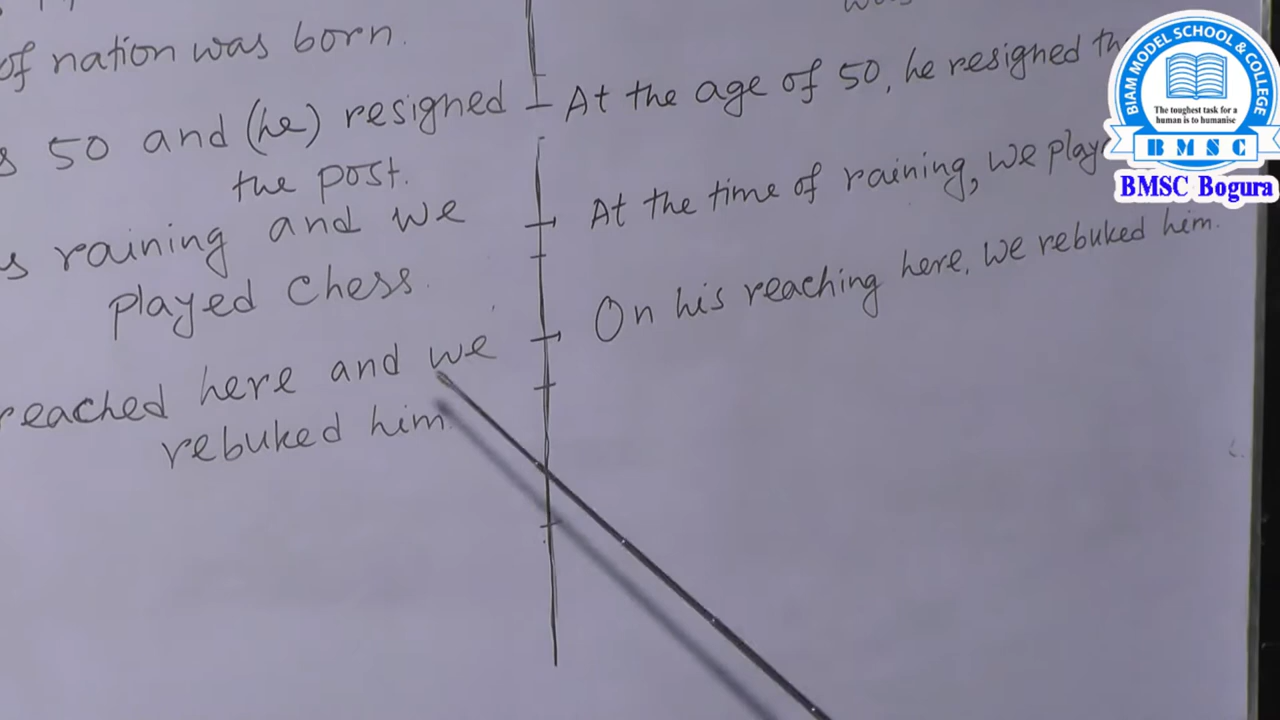 of nation was born.
50 and (he) resigned
the post.
raining and we
played chess.
reached here and we
rebuked him.
At the age of 50, he resigned
At the time of raining, we
On his reaching here, we rebuked him.
BIAM MODEL SCHOOL & COLLEGE
The toughest task for a
human is to humanise
BMSC
BMSC Bogura